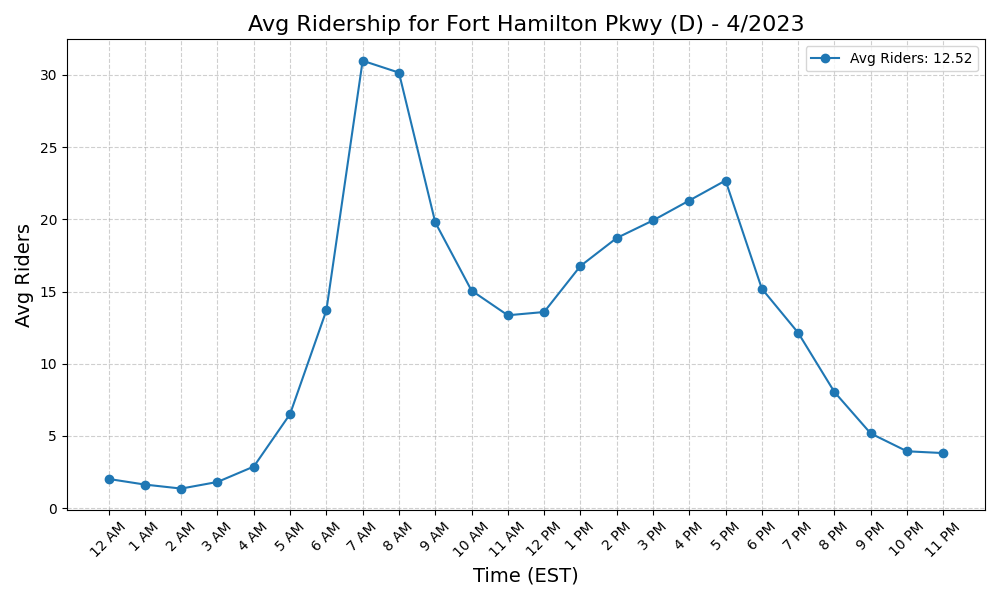 Avg Ridership for Fort Hamilton Pkwy (D) - 4/2023
Avg Riders: 12.52
Avg Riders
30
25
20
15
10
5
0
12 AM
1 AM
2 AM
3 AM
4 AM
5 AM
6 AM
7 AM
8 AM
9 AM
10 AM
11 AM
12 PM
1 PM
2 PM
3 PM
4 PM
5 PM
6 PM
7 PM
8 PM
9 PM
10 PM
11 PM
Time (EST)